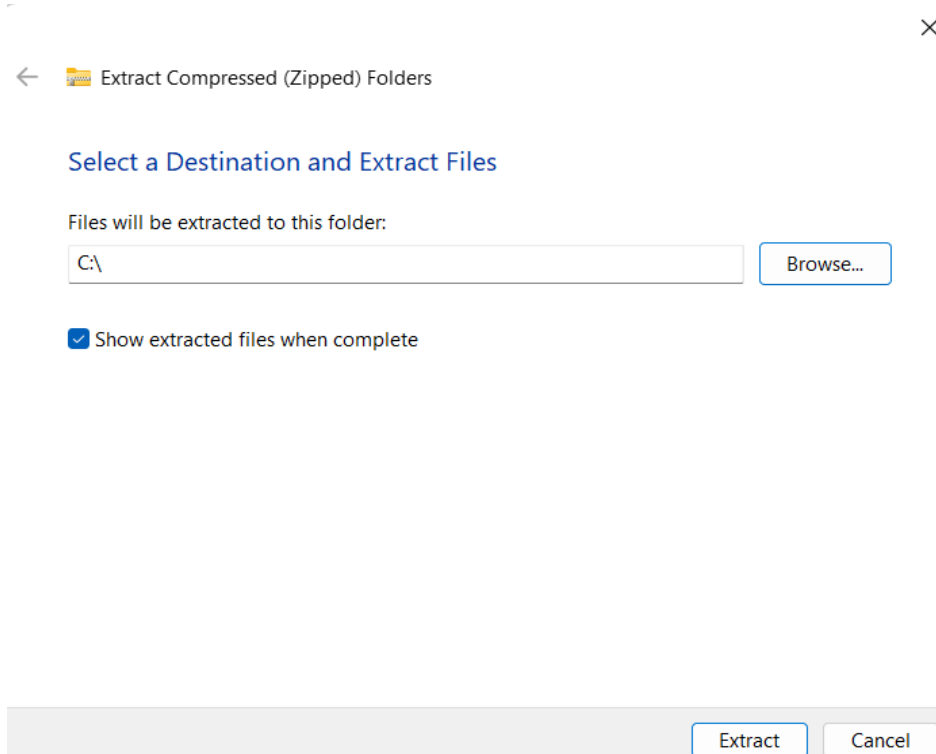 Extract Compressed (Zipped) Folders
Select a Destination and Extract Files
Files will be extracted to this folder:
C:\
Browse...
Show extracted files when complete
Extract
Cancel